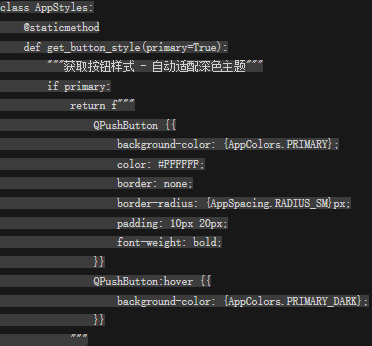 class AppStyles:
    @staticmethod
    def get_button_style(primary=True):
        """获取按钮样式 - 自动适配深色主题"""
        if primary:
            return f"""
                QPushButton {{
                    background-color: {AppColors.PRIMARY};
                    color: #FFFFFF;
                    border: none;
                    border-radius: {AppSpacing.RADIUS_SM}px;
                    padding: 10px 20px;
                    font-weight: bold;
                }}
                QPushButton:hover {{
                    background-color: {AppColors.PRIMARY_DARK};
                }}
            """